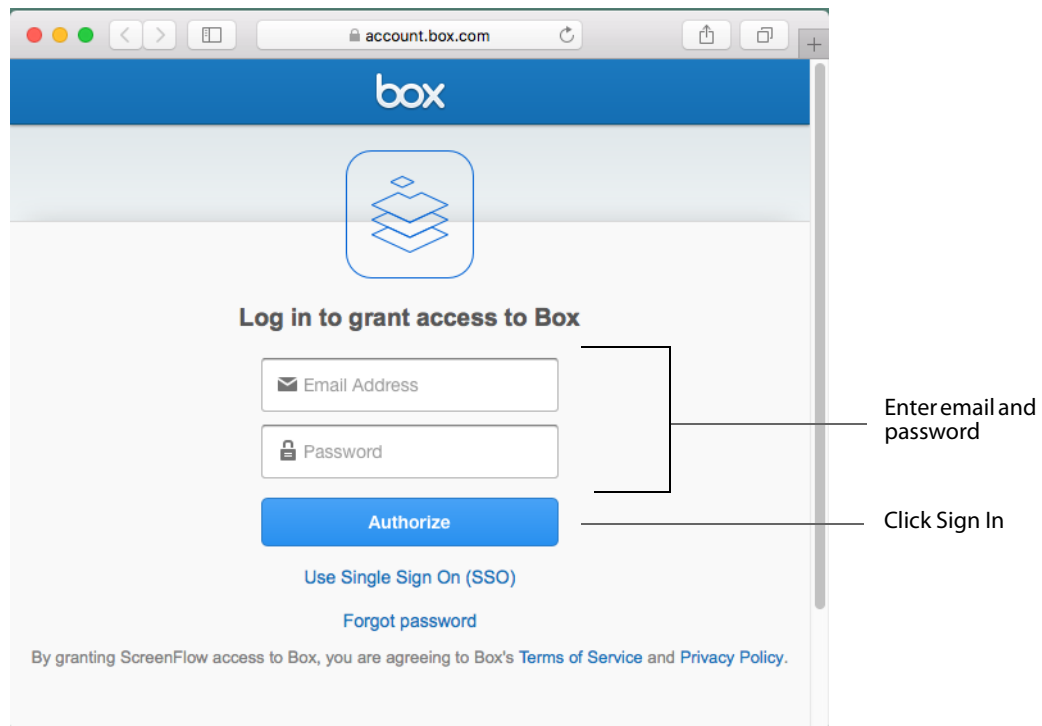 account.box.com
box
Log in to grant access to Box
Email Address
Password
Enter email and
password
Authorize
Click Sign In
Use Single Sign On (SSO)
Forgot password
By granting ScreenFlow access to Box, you are agreeing to Box's Terms of Service and Privacy Policy.